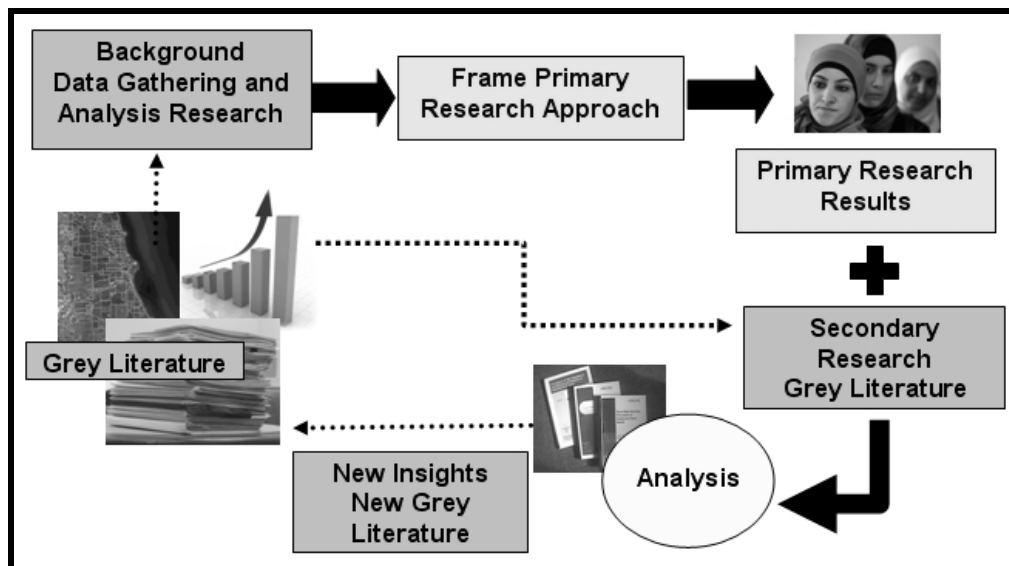 Background
Data Gathering and
Analysis Research
Frame Primary
Research Approach
Primary Research
Results
Secondary
Research
Grey Literature
Grey Literature
Analysis
New Insights
New Grey
Literature